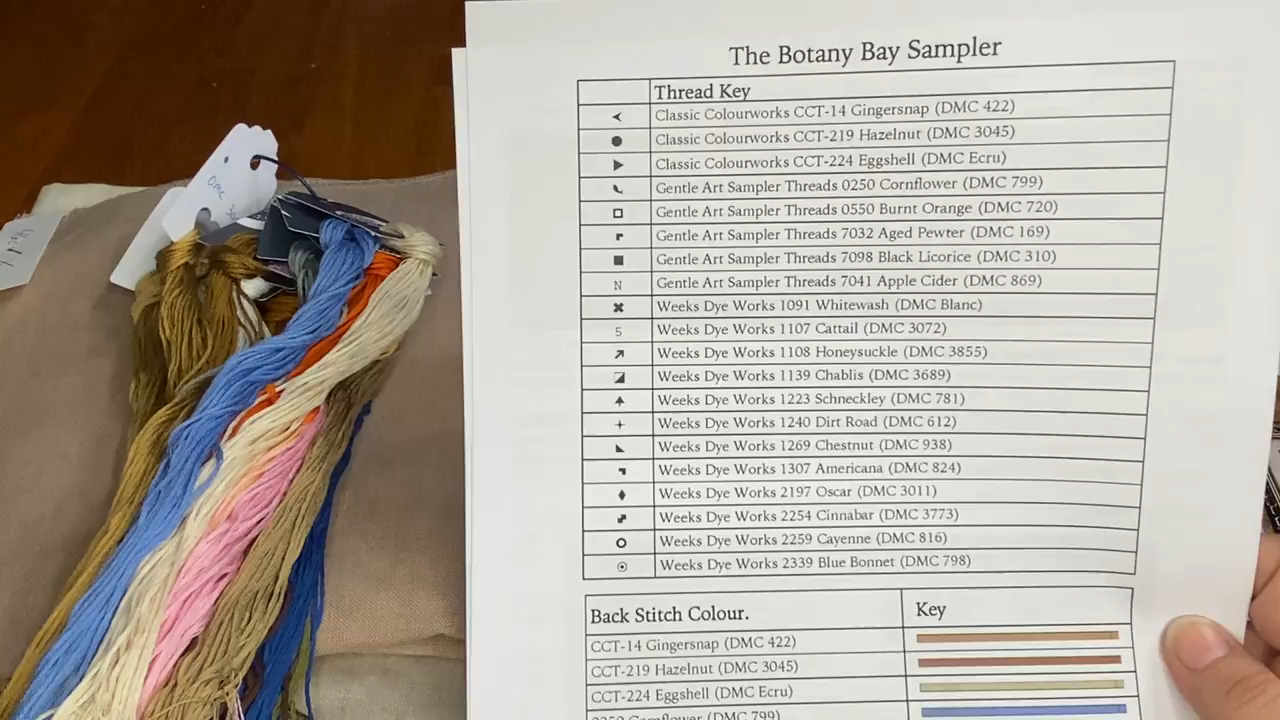 The Botany Bay Sampler
Thread Key
Classic Colourworks CCT-14 Gingersnap (DMC 422)
Classic Colourworks CCT-219 Hazelnut (DMC 3045)
Classic Colourworks CCT-224 Eggshell (DMC Ecru)
Gentle Art Sampler Threads 0250 Cornflower (DMC 799)
Gentle Art Sampler Threads 0550 Burnt Orange (DMC 720)
Gentle Art Sampler Threads 7032 Aged Pewter (DMC 169)
Gentle Art Sampler Threads 7098 Black Licorice (DMC 310)
N Gentle Art Sampler Threads 7041 Apple Cider (DMC 869)
Weeks Dye Works 1091 Whitewash (DMC Blanc)
5 Weeks Dye Works 1107 Cattail (DMC 3072)
Weeks Dye Works 1108 Honeysuckle (DMC 3855)
Weeks Dye Works 1139 Chablis (DMC 3689)
Weeks Dye Works 1223 Schneckley (DMC 781)
Weeks Dye Works 1240 Dirt Road (DMC 612)
Weeks Dye Works 1269 Chestnut (DMC 938)
Weeks Dye Works 1307 Americana (DMC 824)
Weeks Dye Works 2197 Oscar (DMC 3011)
Weeks Dye Works 2254 Cinnabar (DMC 3773)
Weeks Dye Works 2259 Cayenne (DMC 816)
Weeks Dye Works 2339 Blue Bonnet (DMC 798)
Back Stitch Colour. Key
CCT-14 Gingersnap (DMC 422)
CCT-219 Hazelnut (DMC 3045)
CCT-224 Eggshell (DMC Ecru)
0250 Cornflower (DMC 799)
DMC